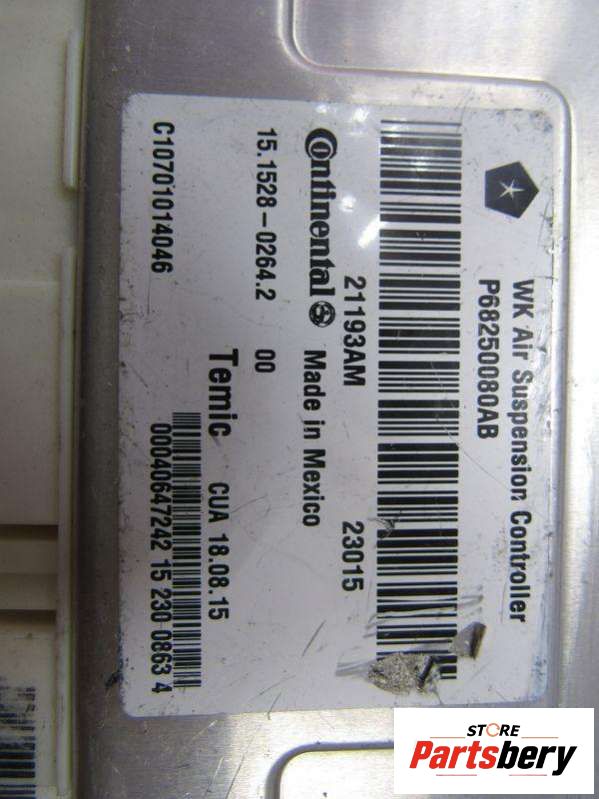 WK Air Suspension Controller
P68250080AB
21193AM 23015
Continental Made in Mexico
15.1528-0264.2 00
Temic CUA 18.08.15
00040647242 15 230 0863 4
C10701014046
STORE
Partsbery